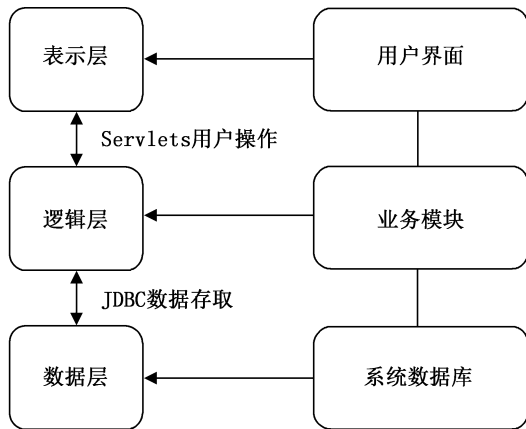 表示层
用户界面
Servlets用户操作
逻辑层
业务模块
JDBC数据存取
数据层
系统数据库